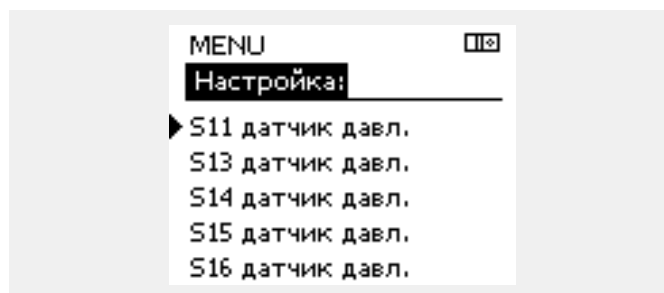 MENU
Настройка:
S11 датчик давл.
S13 датчик давл.
S14 датчик давл.
S15 датчик давл.
S16 датчик давл.